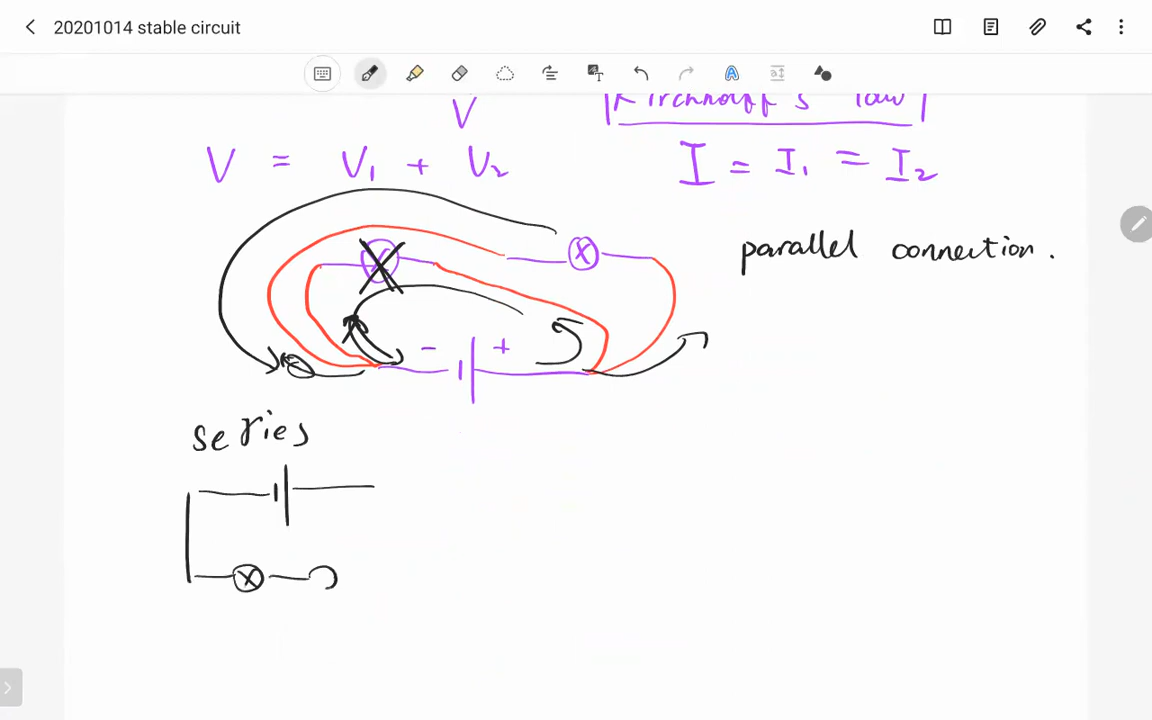 20201014 stable circuit
V
Kirchhoff's law
V = V₁ + V₂
I = I₁ = I₂
parallel connection.
- +
series